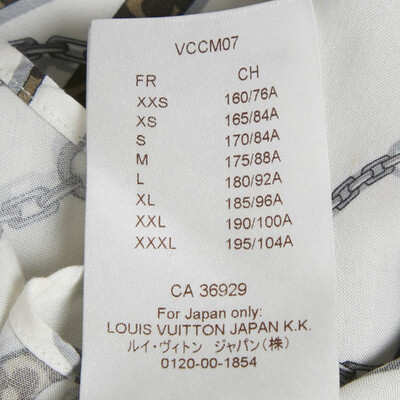 VCCM07
FR CH
XXS 160/76A
XS 165/84A
S 170/84A
M 175/88A
L 180/92A
XL 185/96A
XXL 190/100A
XXXL 195/104A
CA 36929
For Japan only:
LOUIS VUITTON JAPAN K.K.
ルイ・ヴィトン ジャパン(株)
0120-00-1854